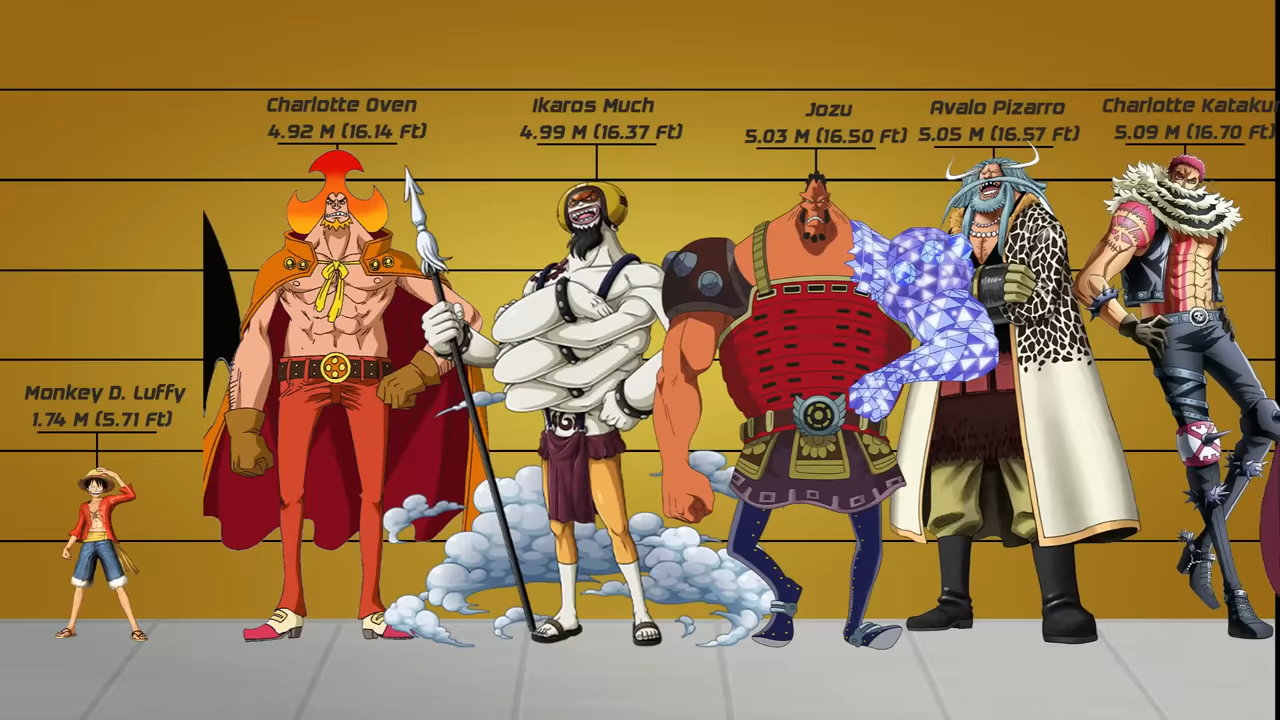 Charlotte Oven
4.92 M (16.14 Ft)
Ikaros Much
4.99 M (16.37 Ft)
Jozu
5.03 M (16.50 Ft)
Avalo Pizarro
5.05 M (16.57 Ft)
Charlotte Kataku
5.09 M (16.70 Ft)
Monkey D. Luffy
1.74 M (5.71 Ft)